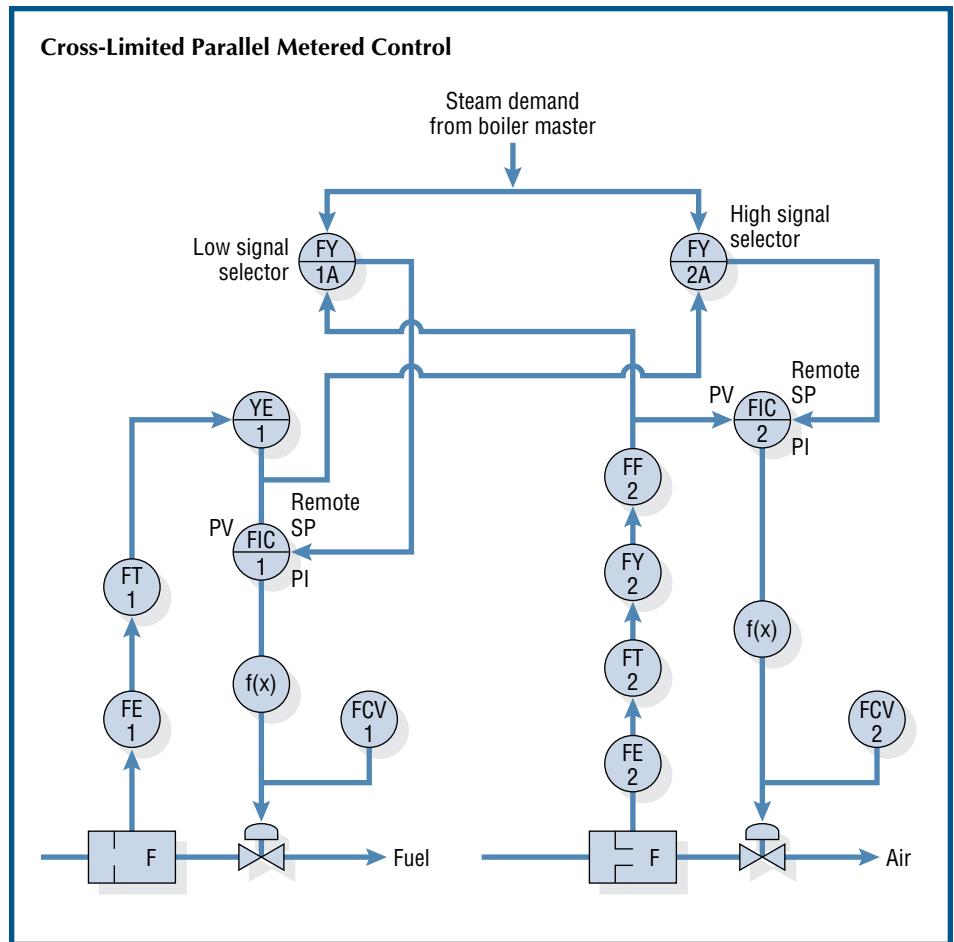 Cross-Limited Parallel Metered Control
Steam demand
from boiler master
Low signal
selector
FY
1A
High signal
selector
FY
2A
YE
1
PV
Remote
SP
FIC
2
PI
FF
2
PV
Remote
SP
FIC
1
PI
FT
1
FY
2
f(x)
FT
2
f(x)
FE
1
FCV
1
FCV
2
FE
2
F
Fuel
F
Air